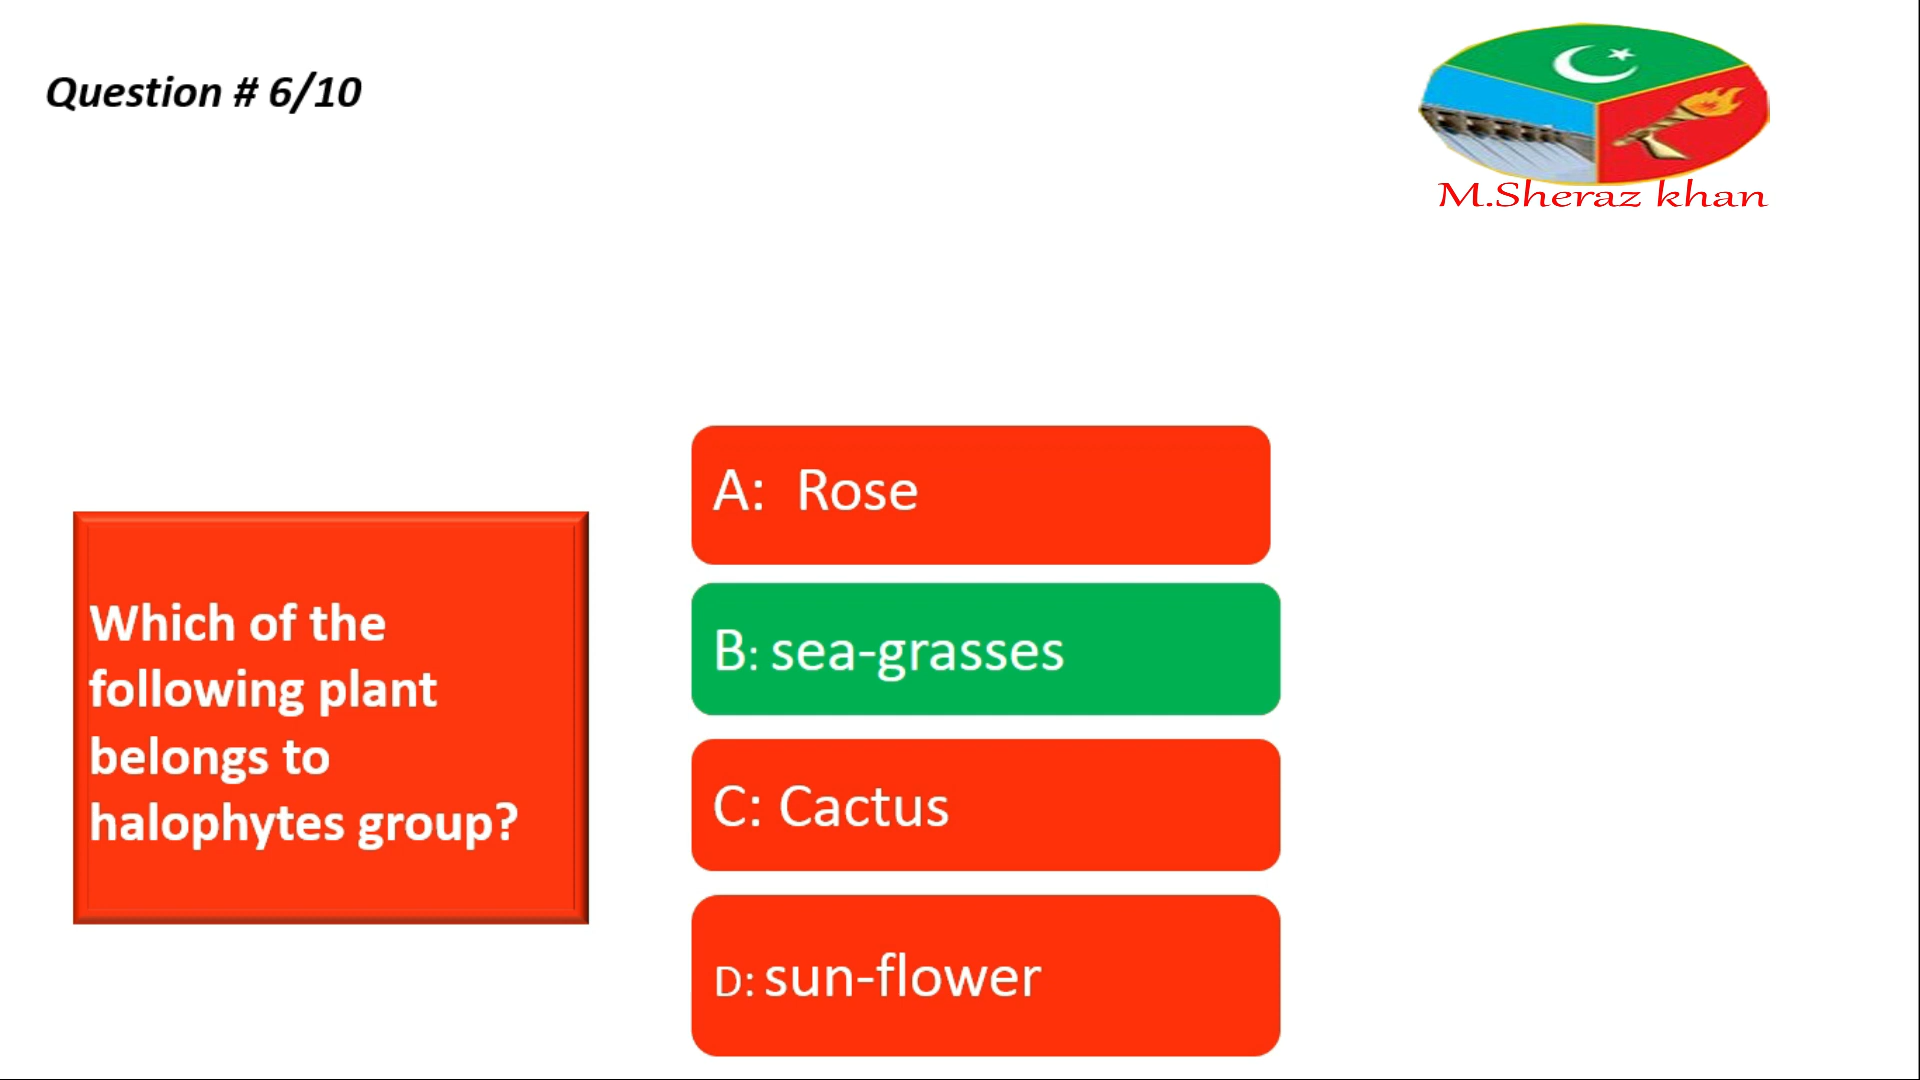 Question # 6/10
M.Sheraz khan
Which of the
following plant
belongs to
halophytes group?
A: Rose
B: sea-grasses
C: Cactus
D: sun-flower